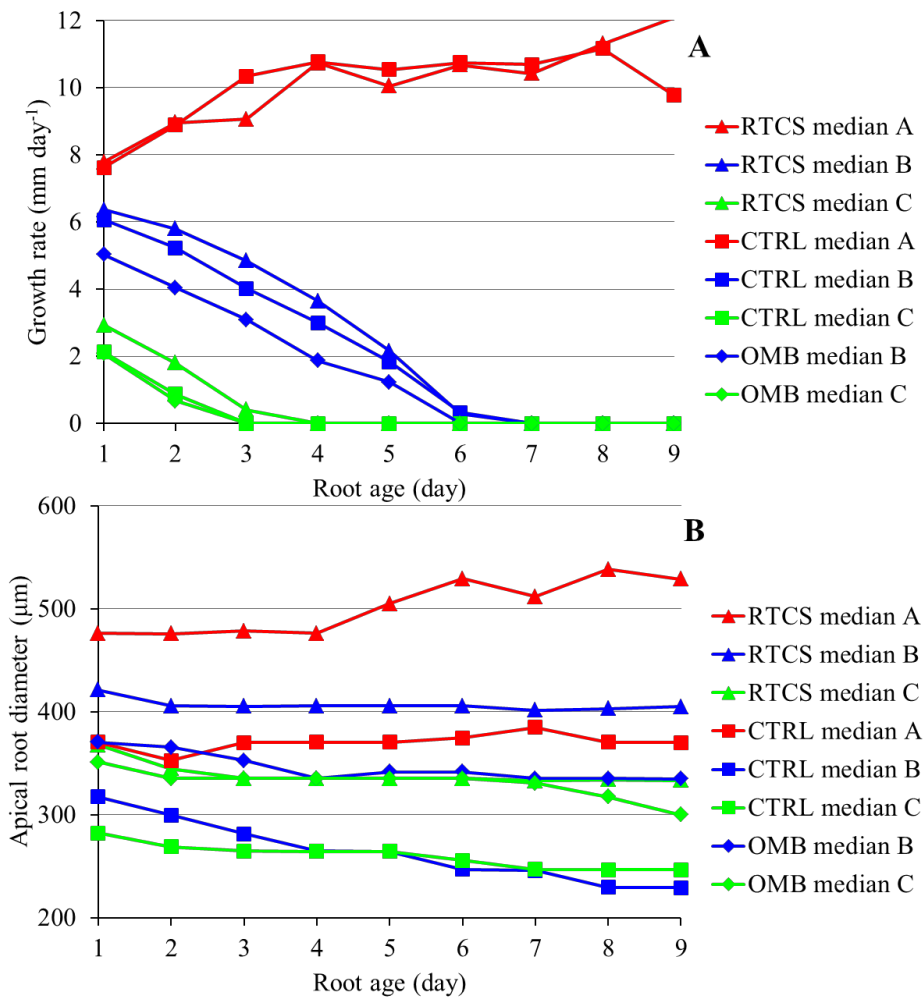 12
10
8
6
4
2
0
Growth rate (mm day-1)
1 2 3 4 5 6 7 8 9
Root age (day)
A
RTCS median A
RTCS median B
RTCS median C
CTRL median A
CTRL median B
CTRL median C
OMB median B
OMB median C
600
500
400
300
200
Apical root diameter (μm)
1 2 3 4 5 6 7 8 9
Root age (day)
B
RTCS median A
RTCS median B
RTCS median C
CTRL median A
CTRL median B
CTRL median C
OMB median B
OMB median C